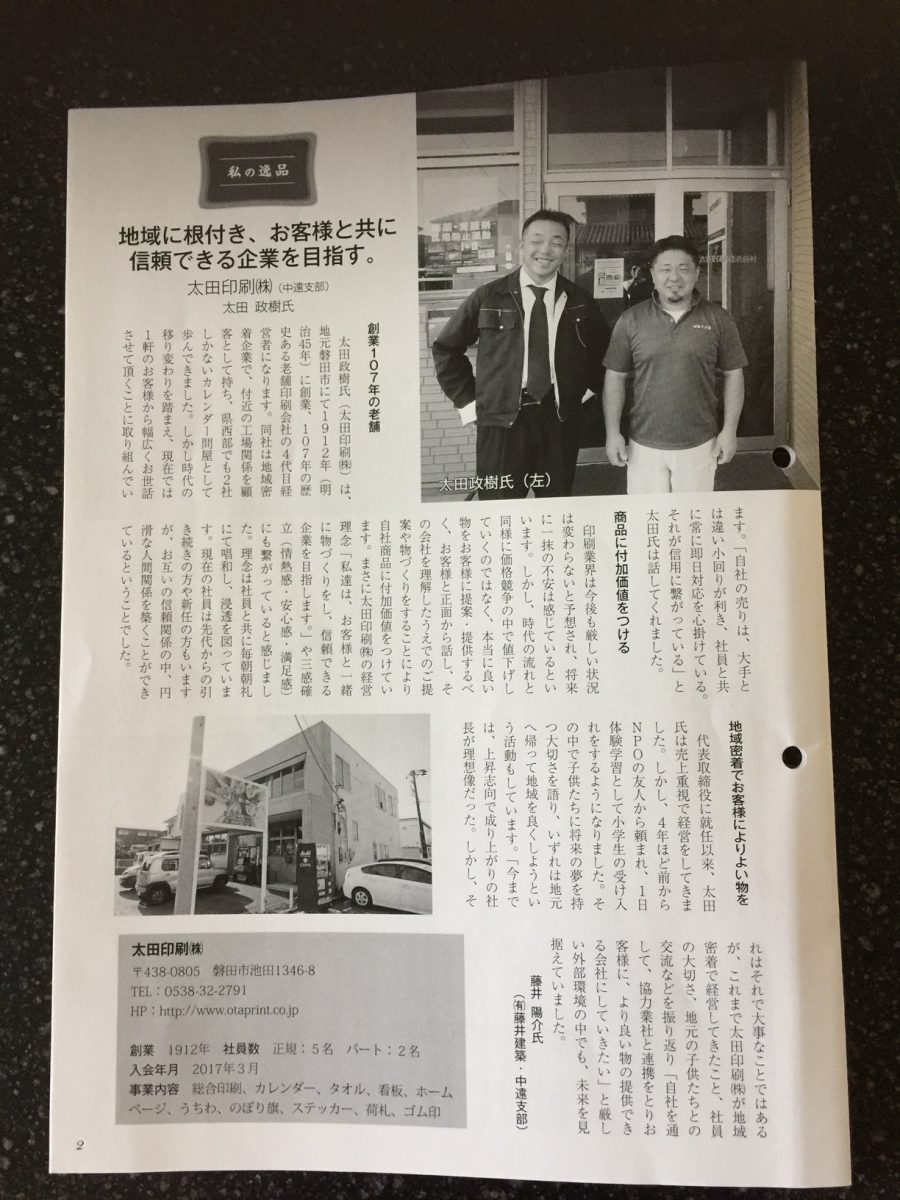 私の逸品
地域に根付き、お客様と共に
信頼できる企業を目指す。
太田印刷㈱（中遠支部）
太田 政樹氏
太田政樹氏（左）
創業１０７年の老舗
太田政樹氏（太田印刷㈱）は、
地元磐田市にて１９１２年（明
治45年）に創業、１０７年の歴
史ある老舗印刷会社の４代目経
営者になります。同社は地域密
着企業で、付近の工場関係を顧
客として持ち、県西部でも２社
しかないカレンダー問屋として
歩んできました。しかし時代の
移り変わりを踏まえ、現在では
１軒のお客様から幅広くお世話
させて頂くことに取り組んでい
ます。「自社の売りは、大手と
は違い小回りが利き、社員と共
に常に即日対応を心掛けている。
それが信用に繋がっている」と
太田氏は話してくれました。
商品に付加価値をつける
印刷業界は今後も厳しい状況
は変わらないと予想され、将来
に一抹の不安は感じているとい
います。しかし、時代の流れと
同様に価格競争の中で値下げし
ていくのではなく、本当に良い
物をお客様に提案・提供するべ
く、お客様と正面から話し、そ
の会社を理解したうえでのご提
案や物づくりをすることにより
自社商品に付加価値をつけてい
ます。まさに太田印刷㈱の経営
理念「私達は、お客様と一緒
に物づくりをし、信頼できる
企業を目指します。」や三感確
立（情熱感・安心感・満足感）
にも繋がっていると感じまし
た。理念は社員と共に毎朝朝礼
にて唱和し、浸透を図っていま
す。現在の社員は先代からの引
き続きの方や新任の方もいます
が、お互いの信頼関係の中、円
滑な人間関係を築くことができ
ているということでした。
地域密着でお客様によりよい物を
代表取締役に就任以来、太田
氏は売上重視で経営をしてきま
した。しかし、４年ほど前から
ＮＰＯの友人から頼まれ、１日
体験学習として小学生の受け入
れをするようになりました。そ
の中で子供たちに将来の夢を持
つ大切さを語り、いずれは地元
へ帰って地域を良くしようとい
う活動もしています。「今まで
は、上昇志向で成り上がりの社
長が理想像だった。しかし、そ
れはそれで大事なことではある
が、これまで太田印刷㈱が地域
密着で経営してきたこと、社員
の大切さ、地元の子供たちとの
交流などを振り返り「自社を通
して、協力業社と連携をとりお
客様に、より良い物の提供でき
る会社にしていきたい」と厳し
い外部環境の中でも、未来を見
据えていました。
藤井 陽介氏
（㈲藤井建築・中遠支部）
太田印刷㈱
〒438-0805 磐田市池田1346-8
TEL：0538-32-2791
HP：http://www.otaprint.co.jp
創業 1912年 社員数 正規：５名 パート：２名
入会年月 2017年３月
事業内容 総合印刷、カレンダー、タオル、看板、ホーム
ページ、うちわ、のぼり旗、ステッカー、荷札、ゴム印
2